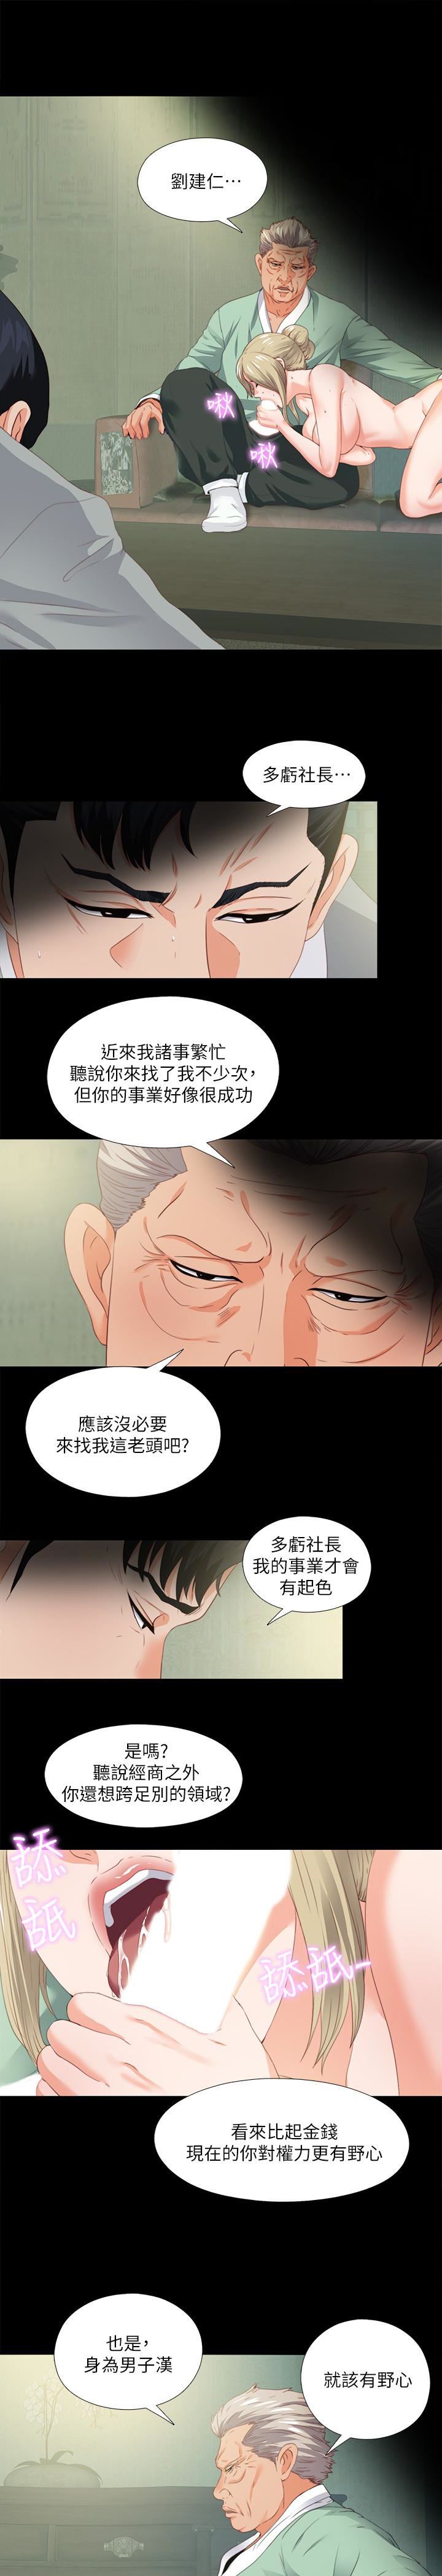 劉建仁…
啾
啾
多虧社長…
近來我諸事繁忙
聽說你來找了我不少次，
但你的事業好像很成功
應該沒必要
來找我這老頭吧?
多虧社長
我的事業才會
有起色
是嗎?
聽說經商之外
你還想跨足別的領域?
舔
舐
舔舐~
看來比起金錢
現在的你對權力更有野心
也是，
身為男子漢
就該有野心